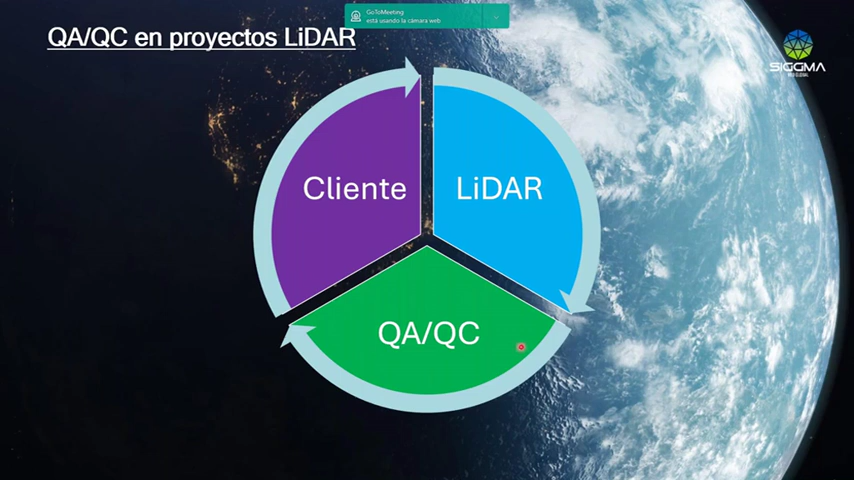 GoToMeeting
está usando la cámara web
QA/QC en proyectos LiDAR
SIGGMA
Cliente
LiDAR
QA/QC